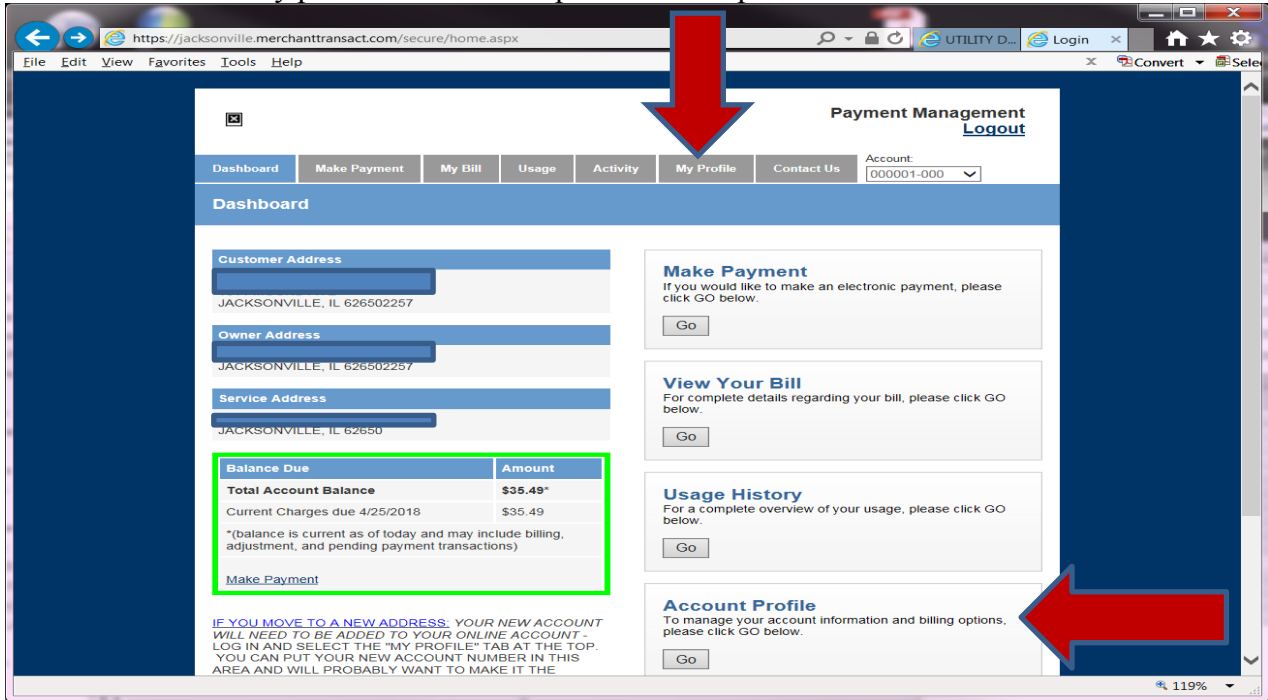 https://jacksonville.merchanttransact.com/secure/home.aspx
UTILITY D...
Login
File Edit View Favorites Tools Help
Convert
Payment Management
Logout
Dashboard Make Payment My Bill Usage Activity My Profile Contact Us
Account:
000001-000
Dashboard
Customer Address
JACKSONVILLE, IL 626502257
Owner Address
JACKSONVILLE, IL 626502257
Service Address
JACKSONVILLE, IL 62650
Balance Due Amount
Total Account Balance $35.49*
Current Charges due 4/25/2018 $35.49
*(balance is current as of today and may include billing,
adjustment, and pending payment transactions)
Make Payment
IF YOU MOVE TO A NEW ADDRESS: YOUR NEW ACCOUNT
WILL NEED TO BE ADDED TO YOUR ONLINE ACCOUNT -
LOG IN AND SELECT THE "MY PROFILE" TAB AT THE TOP.
YOU CAN PUT YOUR NEW ACCOUNT NUMBER IN THIS
AREA AND WILL PROBABLY WANT TO MAKE IT THE
Make Payment
If you would like to make an electronic payment, please
click GO below.
Go
View Your Bill
For complete details regarding your bill, please click GO
below.
Go
Usage History
For a complete overview of your usage, please click GO
below.
Go
Account Profile
To manage your account information and billing options,
please click GO below.
Go
119%